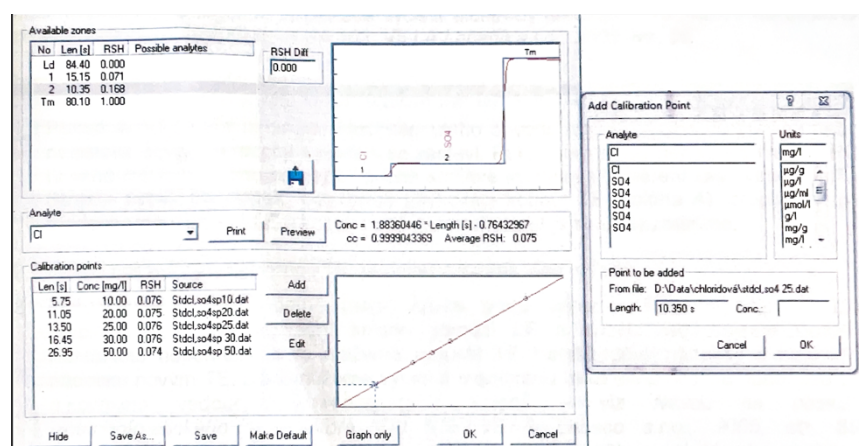 Available zones
No Len [s] RSH Possible analytes
Ld 84.40 0.000
1 15.15 0.071
2 10.35 0.168
Tm 80.10 1.000
RSH Diff
0.000
Tm
Cl
1
SO4
2
Analyte
Cl
Print
Preview
Conc = 1.88360446 * Length [s] - 0.76432967
cc = 0.9999043369 Average RSH: 0.075
Calibration points
Len [s] Conc [mg/l] RSH Source
5.75 10.00 0.076 Stdcl,so4sp10.dat
11.05 20.00 0.075 Stdcl,so4sp20.dat
13.50 25.00 0.076 Stdcl,so4sp25.dat
16.45 30.00 0.076 Stdcl,so4sp 30.dat
26.95 50.00 0.074 Stdcl,so4sp 50.dat
Add
Delete
Edit
Hide
Save As...
Save
Make Default
Graph only
OK
Cancel
Add Calibration Point
Analyte
Cl
Cl
SO4
SO4
SO4
SO4
SO4
Units
mg/l
µg/g
µg/l
µg/ml
µmol/l
g/l
mg/g
mg/l
Point to be added
From file: D:\Data\chloridová\stdcl,so4 25.dat
Length: 10.350 s Conc.:
Cancel
OK